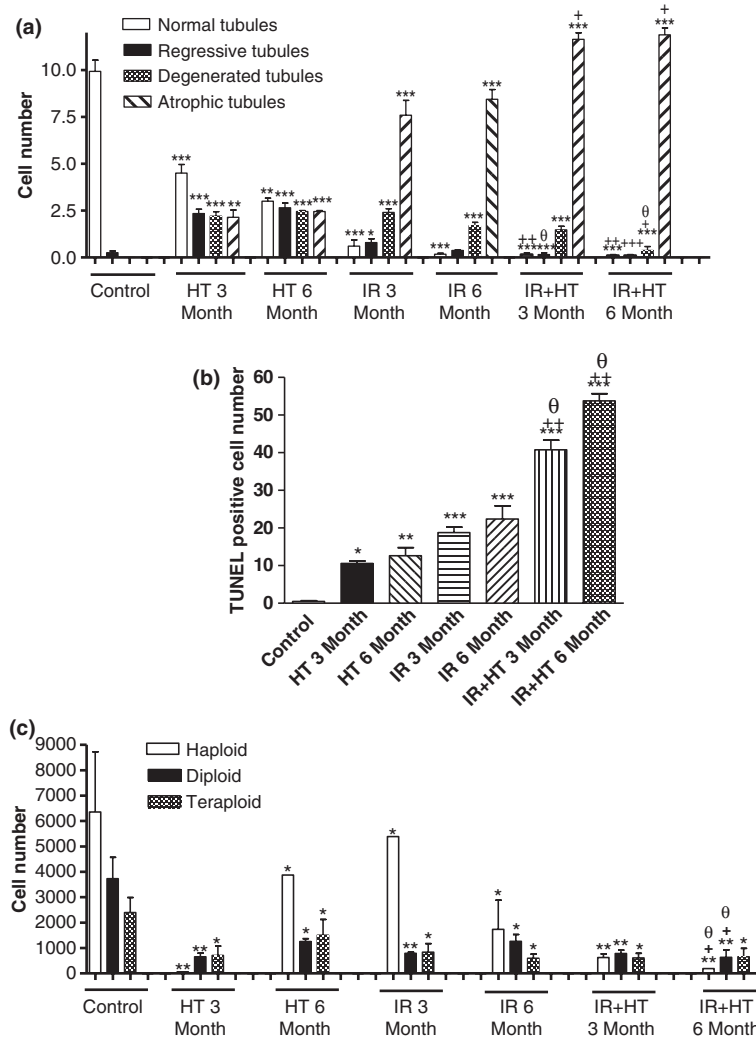 (a)
Normal tubules
Regressive tubules
Degenerated tubules
Atrophic tubules
Cell number
10.0
7.5
5.0
2.5
0.0
*** *** *** **
** *** *** ***
*** * *** ***
*** *** ***
++ *** θ *** *** + ***
++ *** +++ θ + *** + ***
Control
HT 3 Month
HT 6 Month
IR 3 Month
IR 6 Month
IR+HT 3 Month
IR+HT 6 Month
(b)
TUNEL positive cell number
60
50
40
30
20
10
0
*
**
***
***
θ
++
***
θ
++
***
Control
HT 3 Month
HT 6 Month
IR 3 Month
IR 6 Month
IR+HT 3 Month
IR+HT 6 Month
(c)
Haploid
Diploid
Teraploid
Cell number
9000
8000
7000
6000
5000
4000
3000
2000
1000
0
** ** *
* * *
* ** *
* * *
** ** *
θ + ** θ + ** *
Control
HT 3 Month
HT 6 Month
IR 3 Month
IR 6 Month
IR+HT 3 Month
IR+HT 6 Month